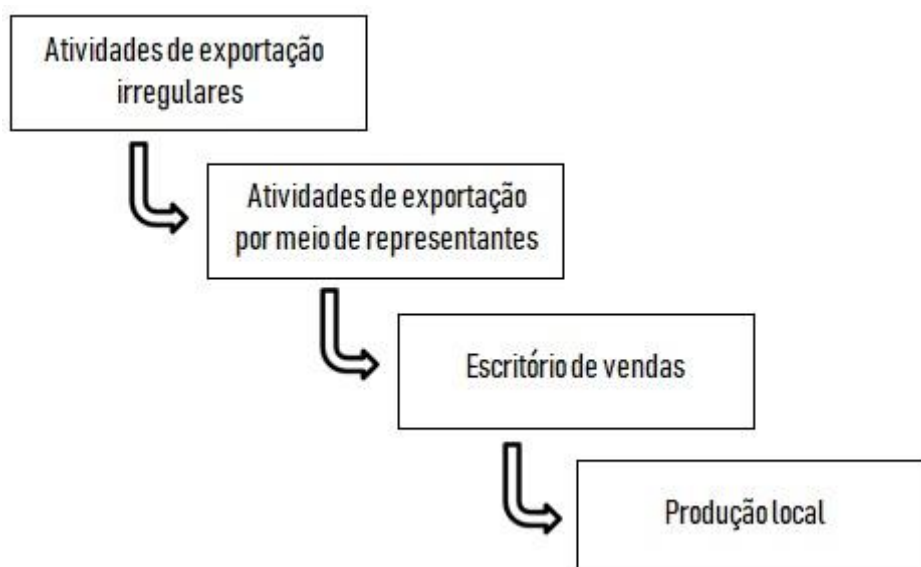 Atividades de exportação
irregulares
Atividades de exportação
por meio de representantes
Escritório de vendas
Produção local